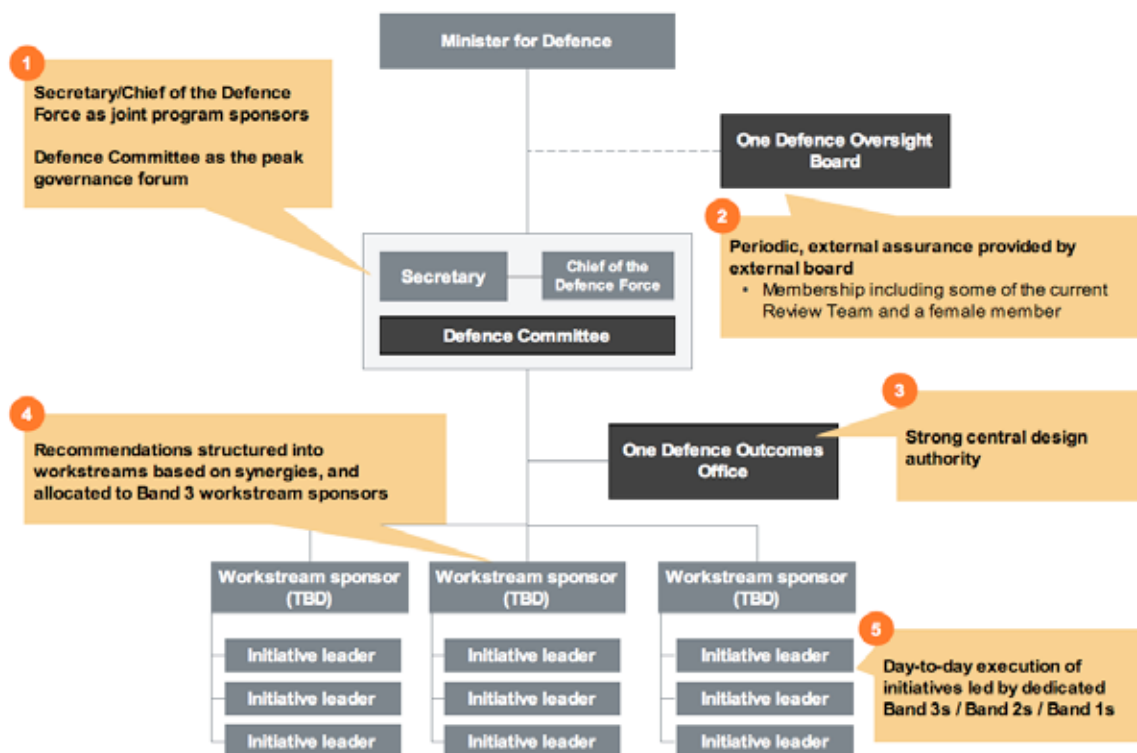 Minister for Defence
1
Secretary/Chief of the Defence
Force as joint program sponsors
Defence Committee as the peak
governance forum
One Defence Oversight
Board
2
Periodic, external assurance provided by
external board
• Membership including some of the current
Review Team and a female member
Secretary
Chief of the
Defence Force
Defence Committee
3
Strong central design
authority
4
Recommendations structured into
workstreams based on synergies, and
allocated to Band 3 workstream sponsors
One Defence Outcomes
Office
Workstream sponsor
(TBD)
Workstream sponsor
(TBD)
Workstream sponsor
(TBD)
Initiative leader
Initiative leader
Initiative leader
Initiative leader
Initiative leader
Initiative leader
Initiative leader
Initiative leader
Initiative leader
5
Day-to-day execution of
initiatives led by dedicated
Band 3s / Band 2s / Band 1s